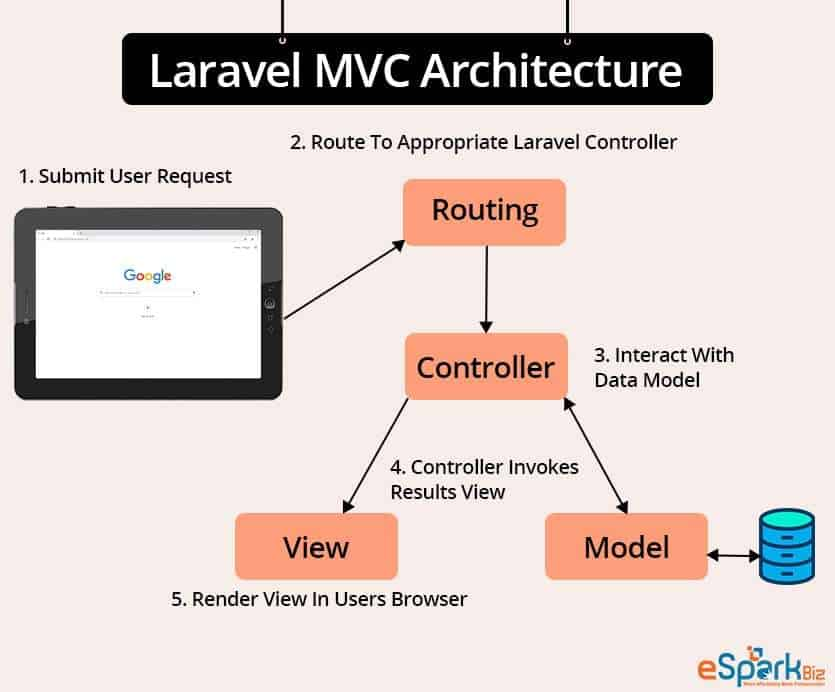 Laravel MVC Architecture
2. Route To Appropriate Laravel Controller
1. Submit User Request
Routing
Google
Controller
3. Interact With
Data Model
4. Controller Invokes
Results View
View
Model
5. Render View In Users Browser
eSparkBiz